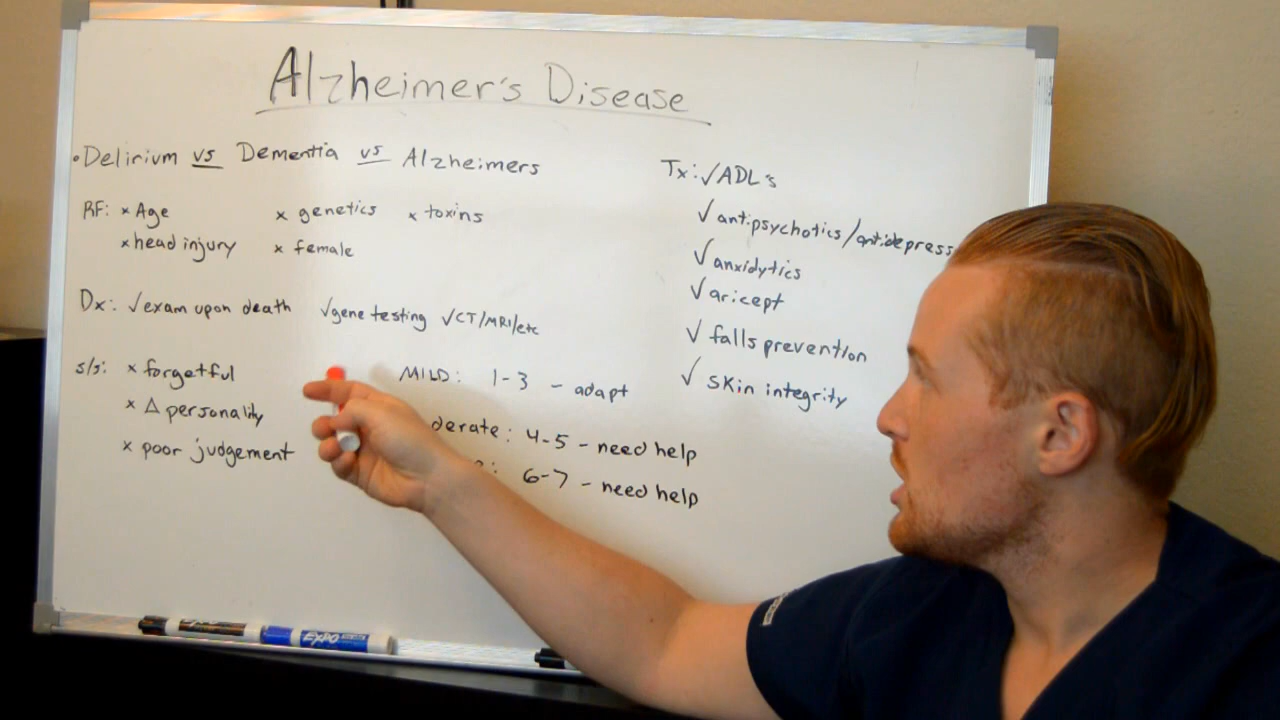 Alzheimer's Disease
• Delirium vs Dementia vs Alzheimers
RF: x Age x genetics x toxins
x head injury x female
Dx: √exam upon death √gene testing √CT/MRI/etc
s/s: x forgetful
x Δ personality
x poor judgement
MILD: 1-3 - adapt
derate: 4-5 - need help
6-7 - need help
Tx: √ADL's
√ antipsychotics/antidepress
√ anxidytics
√ aricept
√ falls prevention
√ skin integrity
EXPO